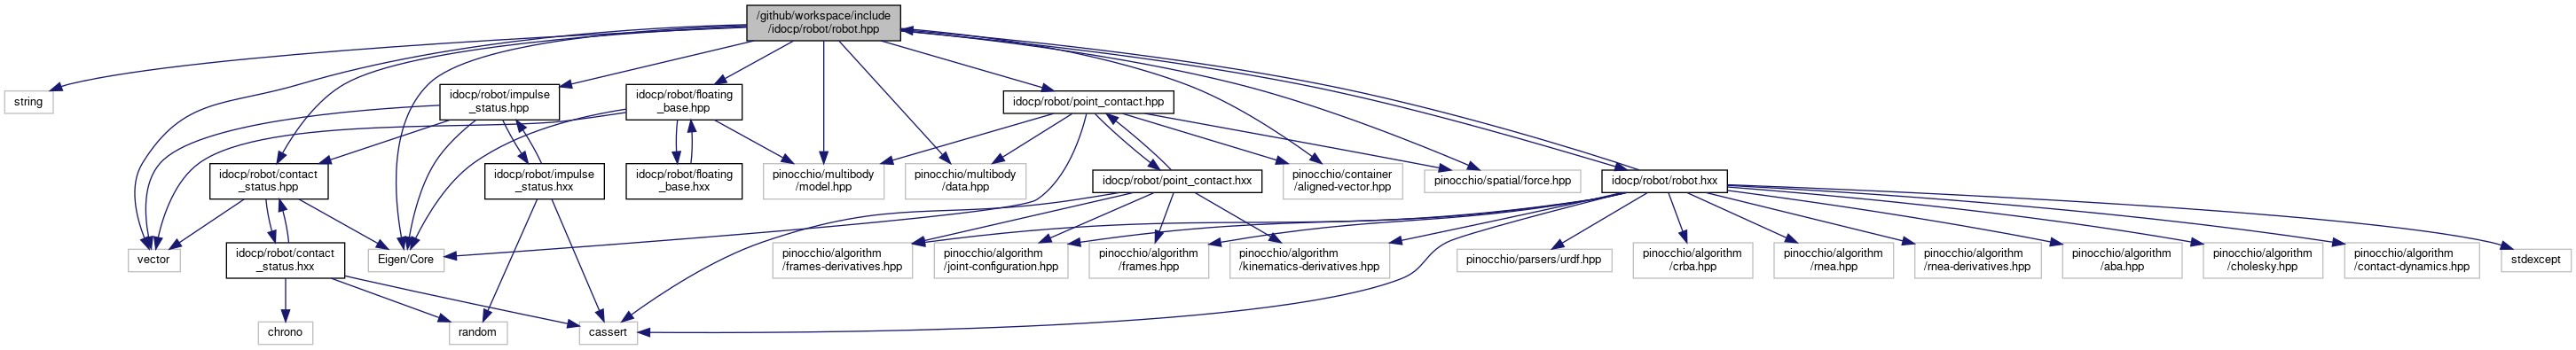 /github/workspace/include
/idocp/robot/robot.hpp
string
idocp/robot/impulse
_status.hpp
idocp/robot/floating
_base.hpp
idocp/robot/point_contact.hpp
idocp/robot/contact
_status.hpp
idocp/robot/impulse
_status.hxx
idocp/robot/floating
_base.hxx
pinocchio/multibody
/model.hpp
pinocchio/multibody
/data.hpp
idocp/robot/point_contact.hxx
pinocchio/container
/aligned-vector.hpp
pinocchio/spatial/force.hpp
idocp/robot/robot.hxx
vector
idocp/robot/contact
_status.hxx
Eigen/Core
pinocchio/algorithm
/frames-derivatives.hpp
pinocchio/algorithm
/joint-configuration.hpp
pinocchio/algorithm
/frames.hpp
pinocchio/algorithm
/kinematics-derivatives.hpp
pinocchio/parsers/urdf.hpp
pinocchio/algorithm
/crba.hpp
pinocchio/algorithm
/rnea.hpp
pinocchio/algorithm
/rnea-derivatives.hpp
pinocchio/algorithm
/aba.hpp
pinocchio/algorithm
/cholesky.hpp
pinocchio/algorithm
/contact-dynamics.hpp
stdexcept
chrono
random
cassert